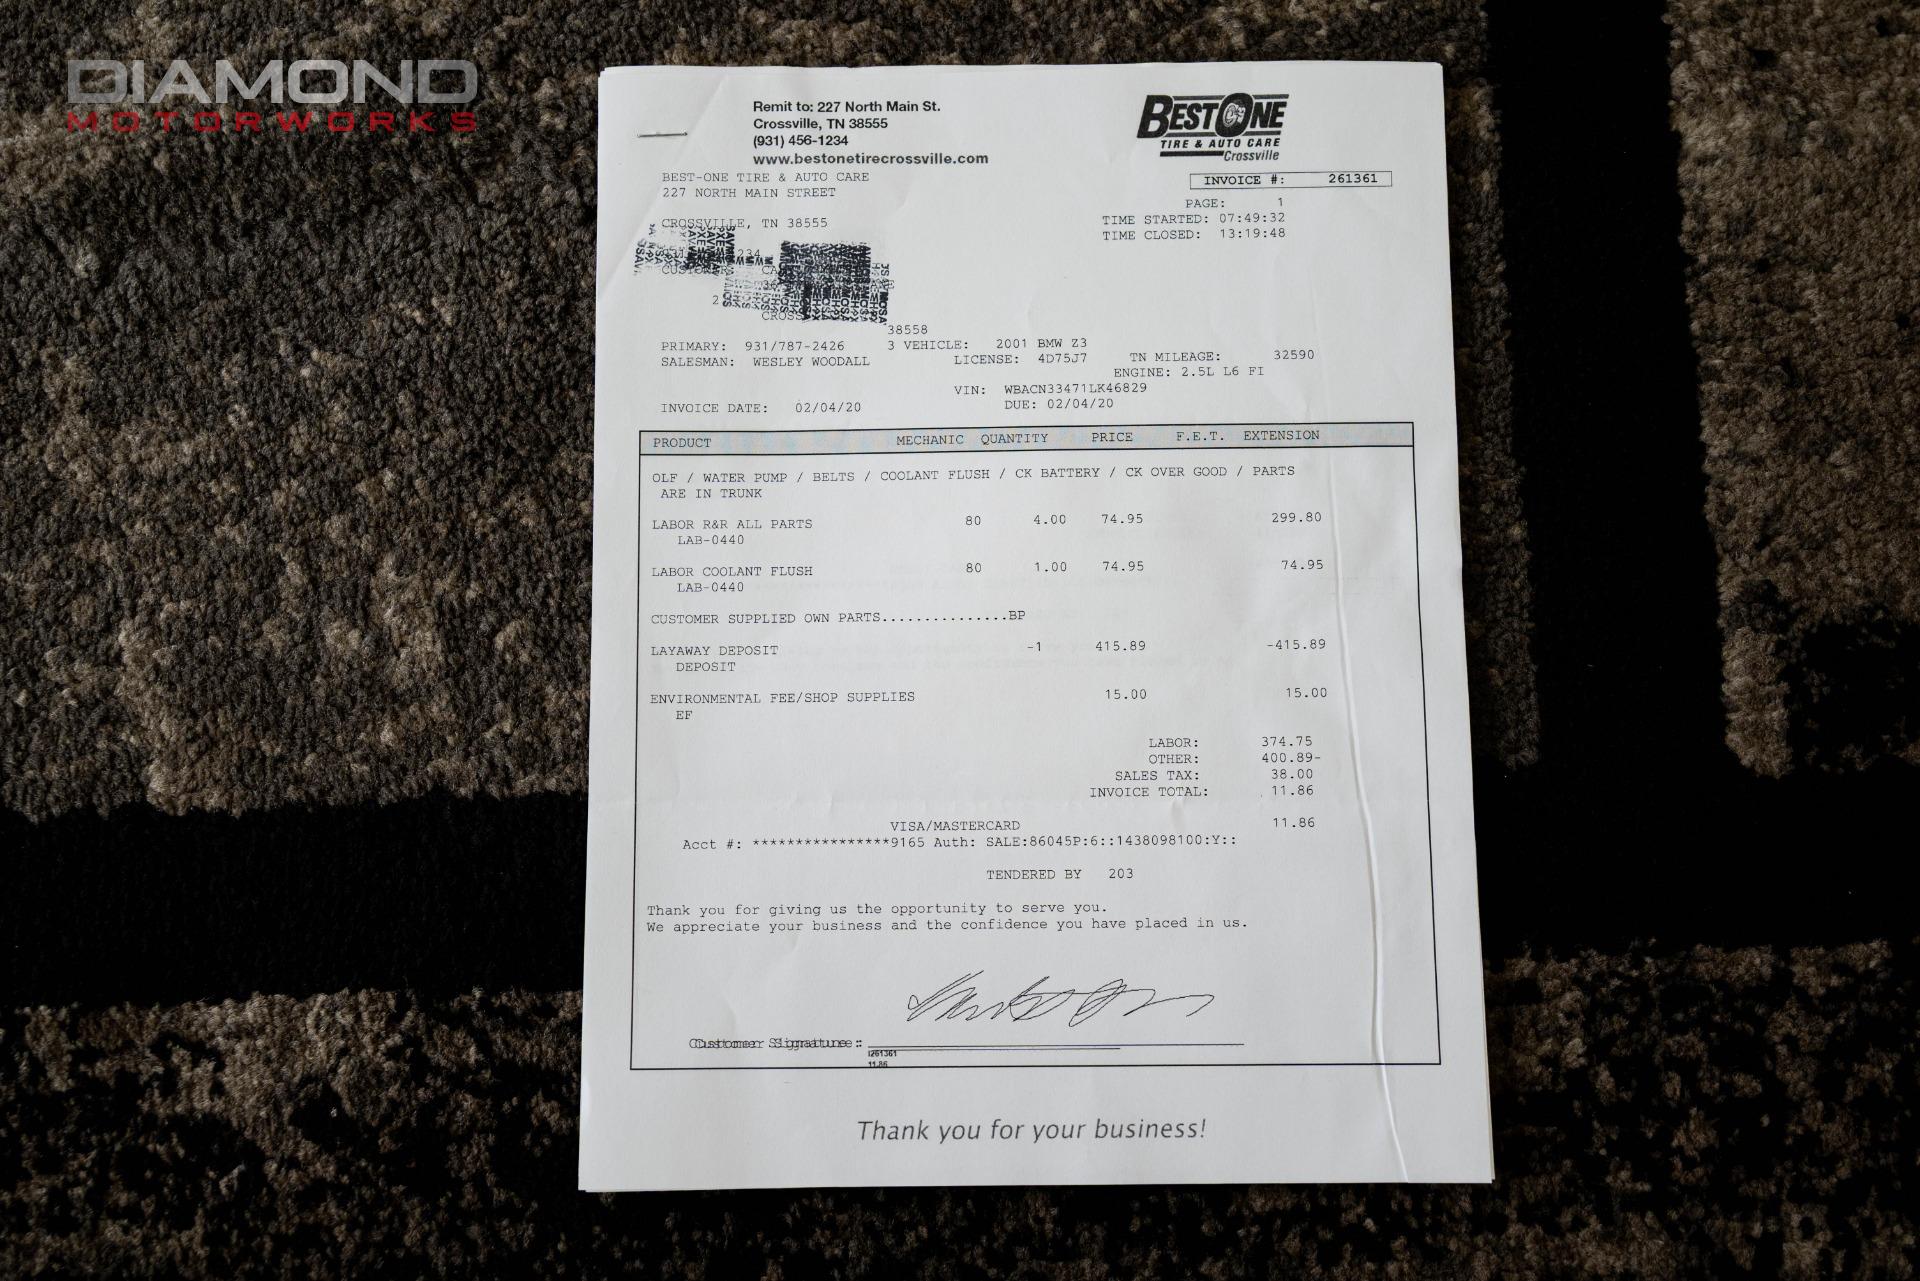 DIAMOND
MOTORWORKS
Remit to: 227 North Main St.
Crossville, TN 38555
(931) 456-1234
www.bestonetirecrossville.com
BEST ONE
TIRE & AUTO CARE
Crossville
BEST-ONE TIRE & AUTO CARE
227 NORTH MAIN STREET
INVOICE #: 261361
PAGE: 1
CROSSVILLE, TN 38555
TIME STARTED: 07:49:32
TIME CLOSED: 13:19:48
38558
PRIMARY: 931/787-2426 3 VEHICLE: 2001 BMW Z3
SALESMAN: WESLEY WOODALL LICENSE: 4D75J7 TN MILEAGE: 32590
ENGINE: 2.5L L6 FI
VIN: WBACN33471LK46829
INVOICE DATE: 02/04/20 DUE: 02/04/20
PRODUCT MECHANIC QUANTITY PRICE F.E.T. EXTENSION
OLF / WATER PUMP / BELTS / COOLANT FLUSH / CK BATTERY / CK OVER GOOD / PARTS
ARE IN TRUNK
LABOR R&R ALL PARTS 80 4.00 74.95 299.80
LAB-0440
LABOR COOLANT FLUSH 80 1.00 74.95 74.95
LAB-0440
CUSTOMER SUPPLIED OWN PARTS...............BP
LAYAWAY DEPOSIT -1 415.89 -415.89
DEPOSIT
ENVIRONMENTAL FEE/SHOP SUPPLIES 15.00 15.00
EF
LABOR: 374.75
OTHER: 400.89-
SALES TAX: 38.00
INVOICE TOTAL: 11.86
VISA/MASTERCARD 11.86
Acct #: ****************9165 Auth: SALE:86045P:6::1438098100:Y::
TENDERED BY 203
Thank you for giving us the opportunity to serve you.
We appreciate your business and the confidence you have placed in us.
Customer Signature:
I261361
11.86
Thank you for your business!